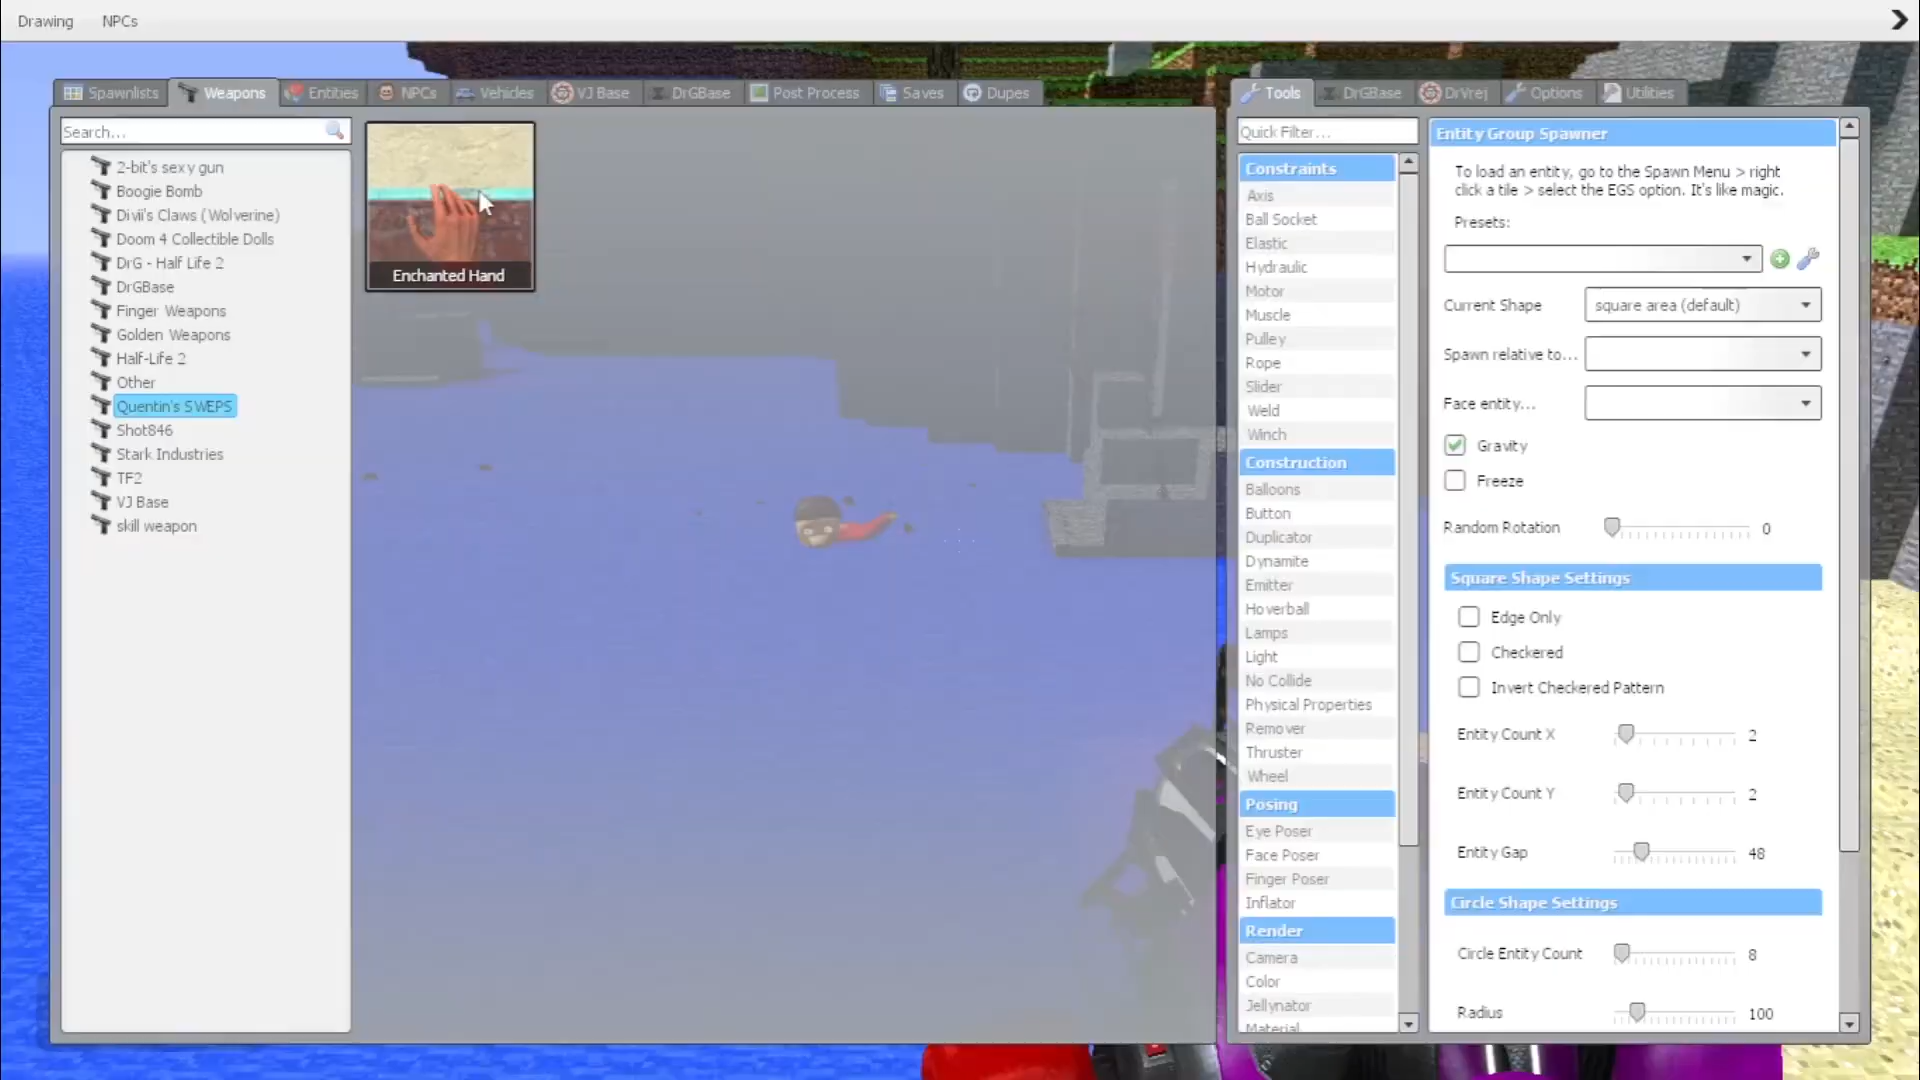 Drawing NPCs
Spawnlists Weapons Entities NPCs Vehicles VJ Base DrGBase Post Process Saves Dupes
Search...
2-bit's sexy gun
Boogie Bomb
Divii's Claws (Wolverine)
Doom 4 Collectible Dolls
DrG - Half Life 2
DrGBase
Finger Weapons
Golden Weapons
Half-Life 2
Other
Quentin's SWEPS
Shot846
Stark Industries
TF2
VJ Base
skill weapon
Enchanted Hand
Tools DrGBase DrVrej Options Utilities
Quick Filter...
Constraints
Axis
Ball Socket
Elastic
Hydraulic
Motor
Muscle
Pulley
Rope
Slider
Weld
Winch
Construction
Balloons
Button
Duplicator
Dynamite
Emitter
Hoverball
Lamps
Light
No Collide
Physical Properties
Remover
Thruster
Wheel
Posing
Eye Poser
Face Poser
Finger Poser
Inflator
Render
Camera
Color
Jellynator
Material
Entity Group Spawner
To load an entity, go to the Spawn Menu > right
click a tile > select the EGS option. It's like magic.
Presets:
Current Shape square area (default)
Spawn relative to...
Face entity...
Gravity
Freeze
Random Rotation 0
Square Shape Settings
Edge Only
Checkered
Invert Checkered Pattern
Entity Count X 2
Entity Count Y 2
Entity Gap 48
Circle Shape Settings
Circle Entity Count 8
Radius 100